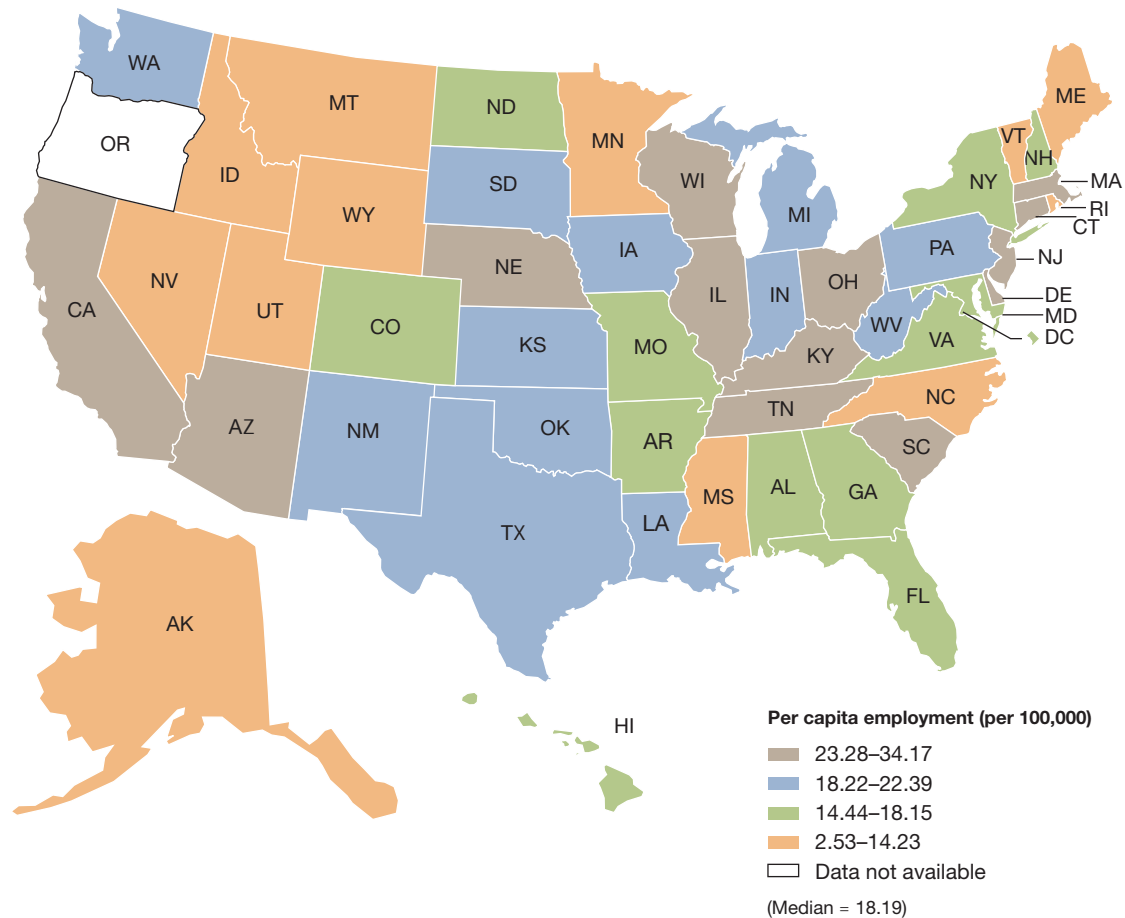 WA
MT
ND
MN
ME
VT
NH
OR
ID
SD
WI
NY
MA
WY
MI
RI
CT
IA
PA
NE
NJ
NV
UT
IL
IN
OH
DE
CA
CO
MD
KS
MO
WV
VA
DC
KY
NC
AZ
NM
OK
TN
AR
SC
MS
AL
GA
TX
LA
FL
AK
HI
Per capita employment (per 100,000)
23.28–34.17
18.22–22.39
14.44–18.15
2.53–14.23
Data not available
(Median = 18.19)